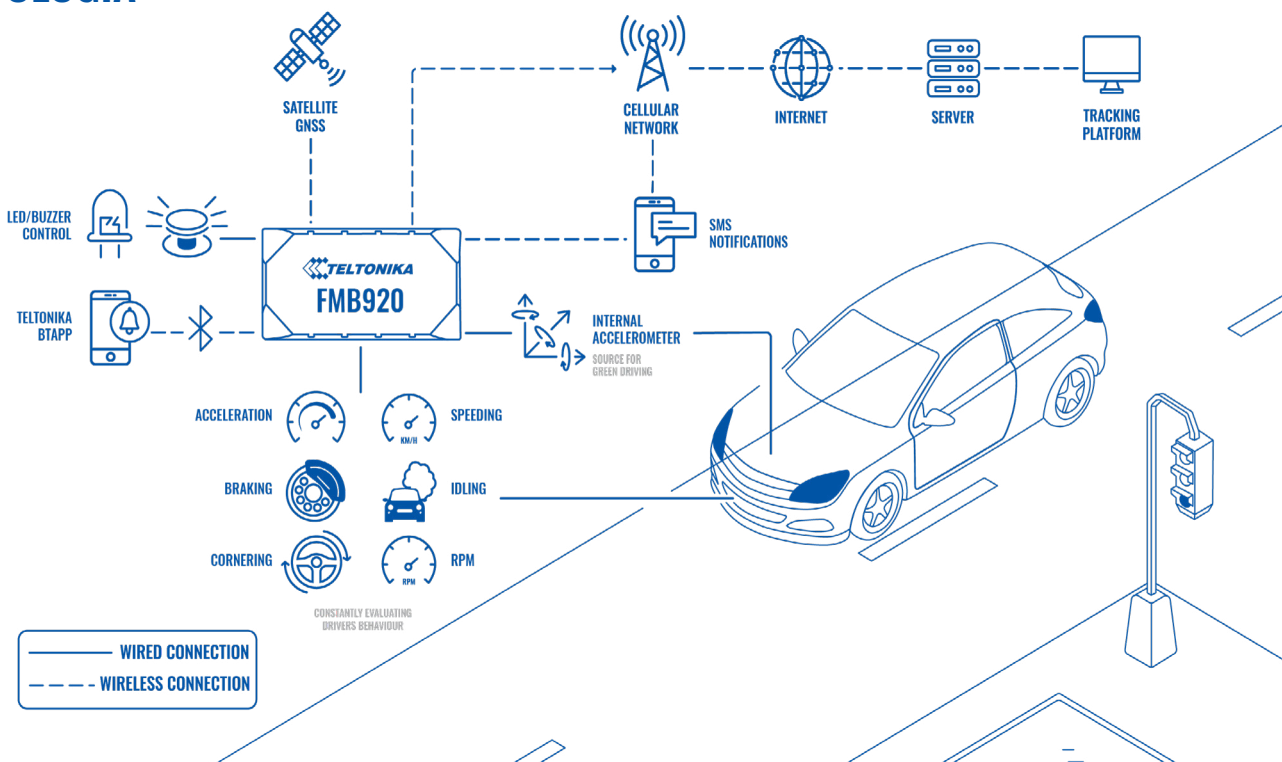 SATELLITE
GNSS
CELLULAR
NETWORK
INTERNET
SERVER
TRACKING
PLATFORM
LED/BUZZER
CONTROL
SMS
NOTIFICATIONS
TELTONIKA
FMB920
TELTONIKA
BTAPP
INTERNAL
ACCELEROMETER
SOURCE FOR
GREEN DRIVING
ACCELERATION
KM/H
SPEEDING
BRAKING
IDLING
CORNERING
RPM
RPM
CONSTANTLY EVALUATING
DRIVERS BEHAVIOUR
WIRED CONNECTION
WIRELESS CONNECTION